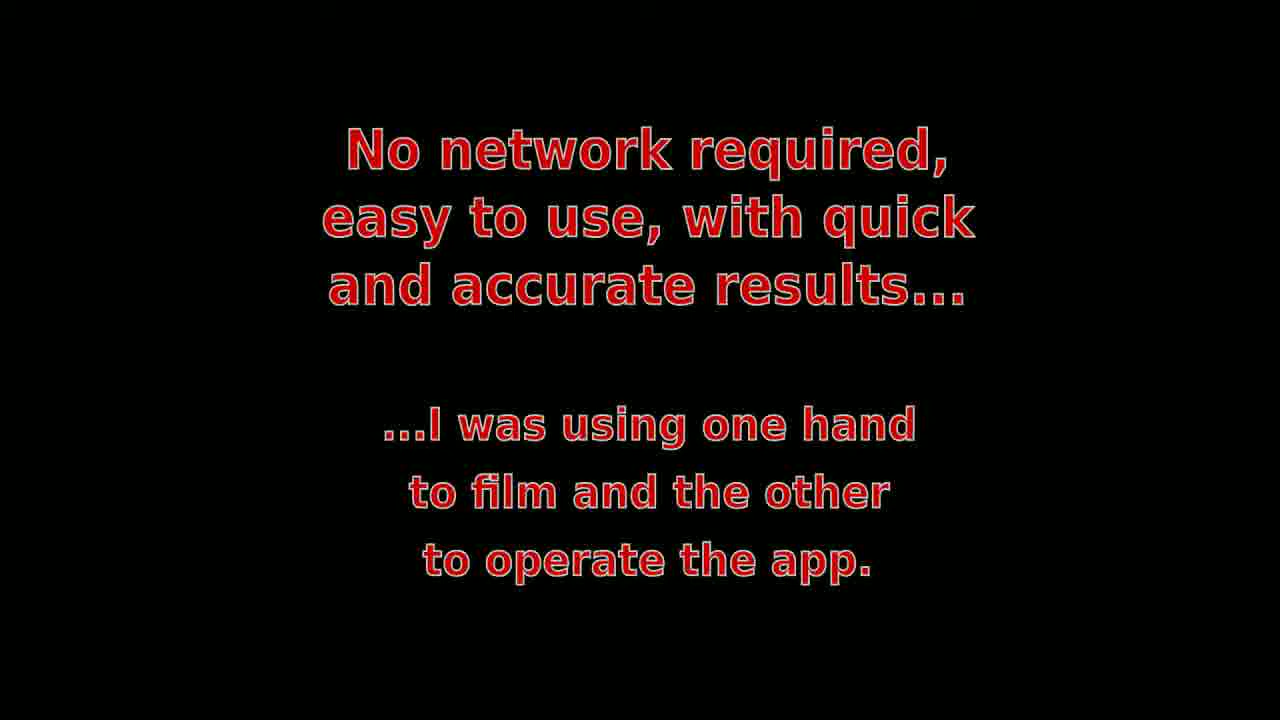 No network required,
easy to use, with quick
and accurate results...
...I was using one hand
to film and the other
to operate the app.